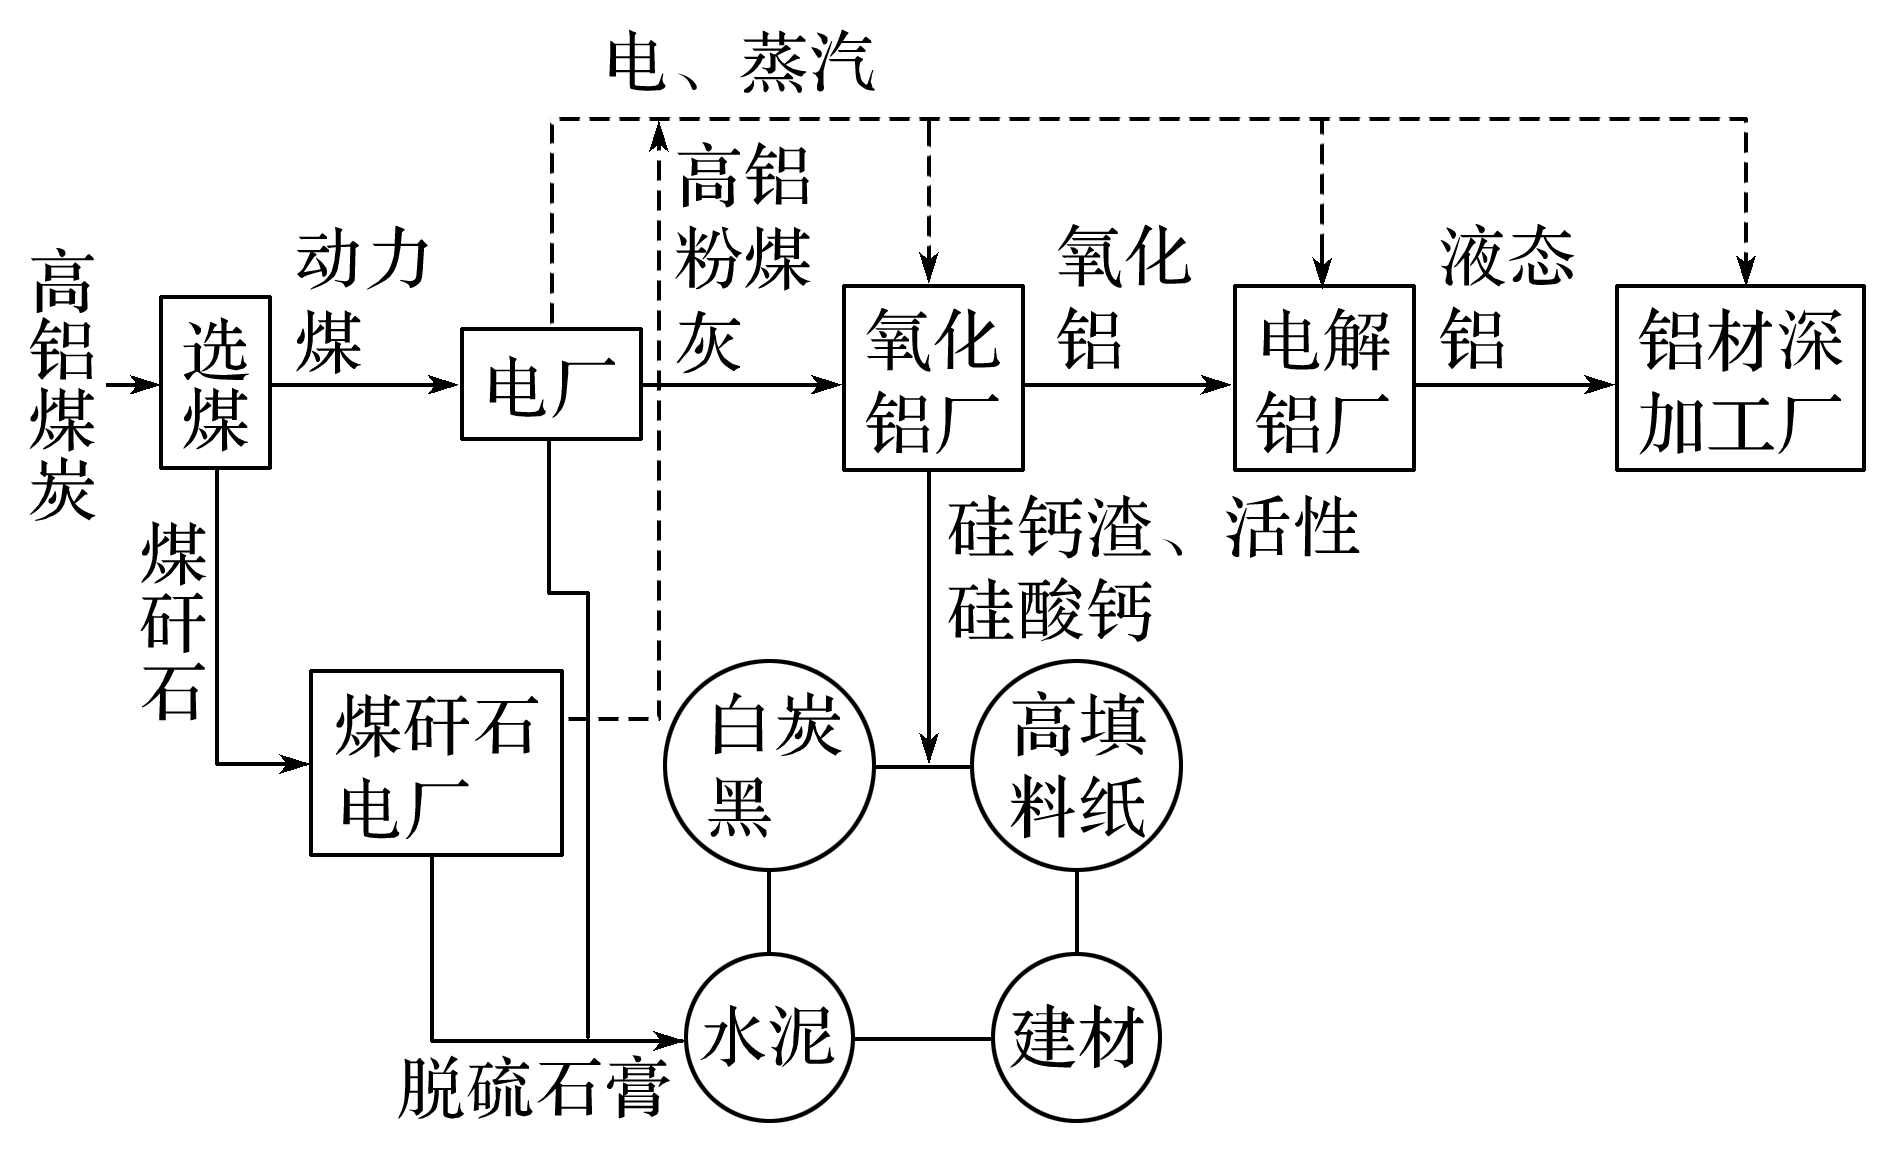 电、蒸汽
高铝煤炭
选煤
动力
煤
电厂
高铝
粉煤
灰
氧化
铝厂
氧化
铝
电解
铝厂
液态
铝
铝材深
加工厂
煤矸石
煤矸石
电厂
硅钙渣、活性
硅酸钙
白炭
黑
高填
料纸
水泥
建材
脱硫石膏